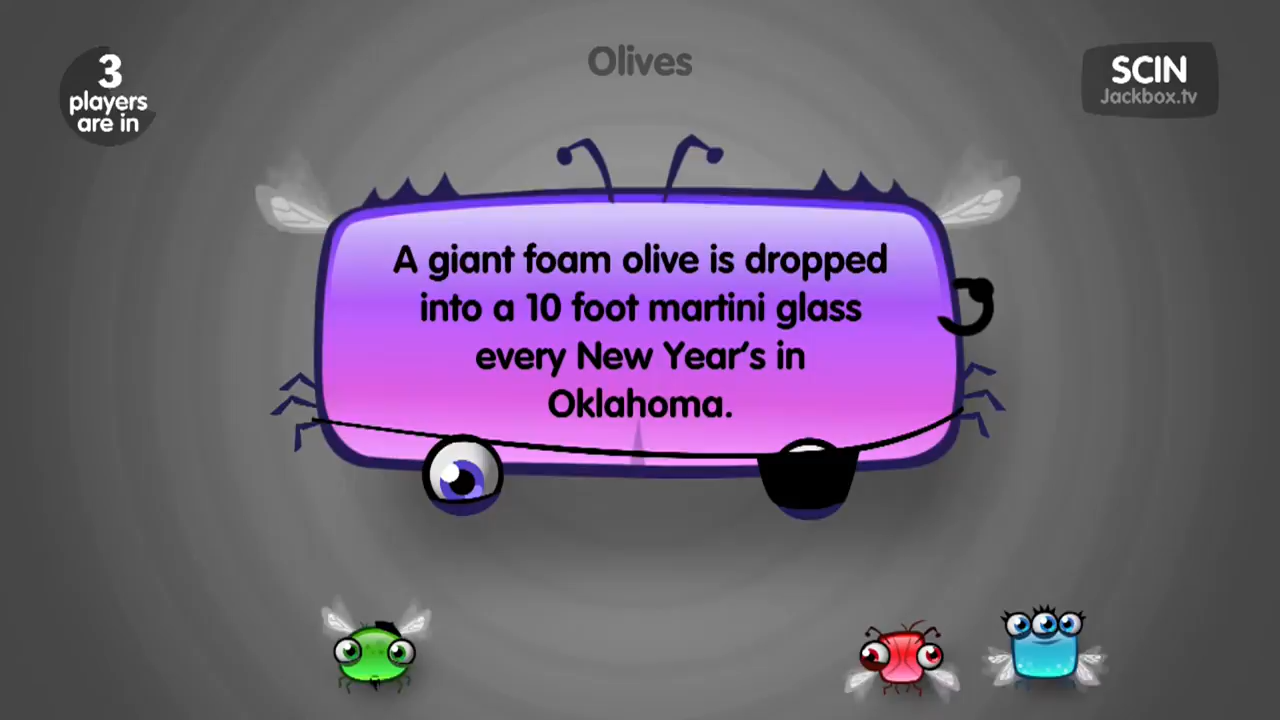 Olives
3
players
are in
SCIN
Jackbox.tv
A giant foam olive is dropped
into a 10 foot martini glass
every New Year's in
Oklahoma.